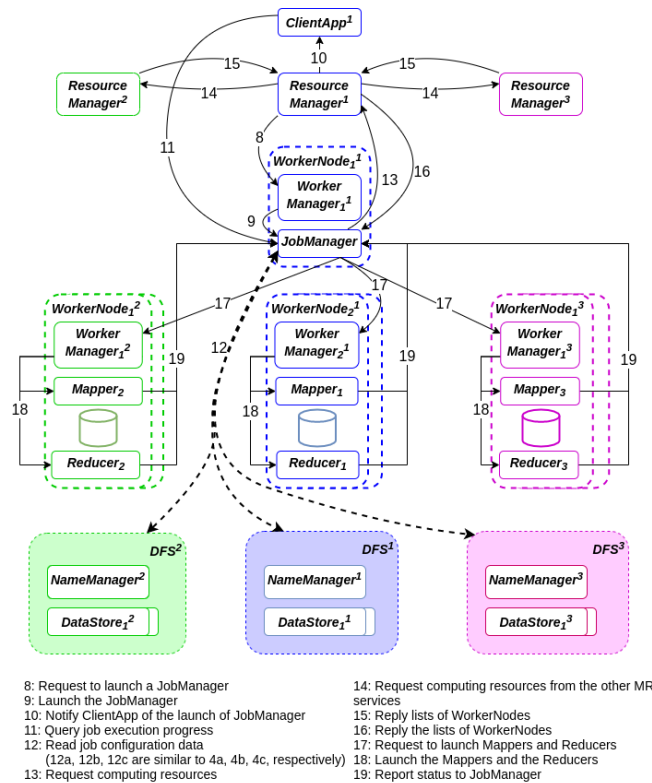 ClientApp1
15
10
15
Resource
Manager2
14
Resource
Manager1
14
Resource
Manager3
11
8
WorkerNode11
13
16
Worker
Manager11
9
JobManager
17
17
17
WorkerNode12
Worker
Manager12
19
12
WorkerNode21
Worker
Manager21
19
WorkerNode13
Worker
Manager13
19
18
Mapper2
18
Mapper1
18
Mapper3
Reducer2
Reducer1
Reducer3
DFS2
NameManager2
DataStore12
DFS1
NameManager1
DataStore11
DFS3
NameManager3
DataStore13
8: Request to launch a JobManager
9: Launch the JobManager
10: Notify ClientApp of the launch of JobManager
11: Query job execution progress
12: Read job configuration data
(12a, 12b, 12c are similar to 4a, 4b, 4c, respectively)
13: Request computing resources
14: Request computing resources from the other MR
services
15: Reply lists of WorkerNodes
16: Reply the lists of WorkerNodes
17: Request to launch Mappers and Reducers
18: Launch the Mappers and the Reducers
19: Report status to JobManager